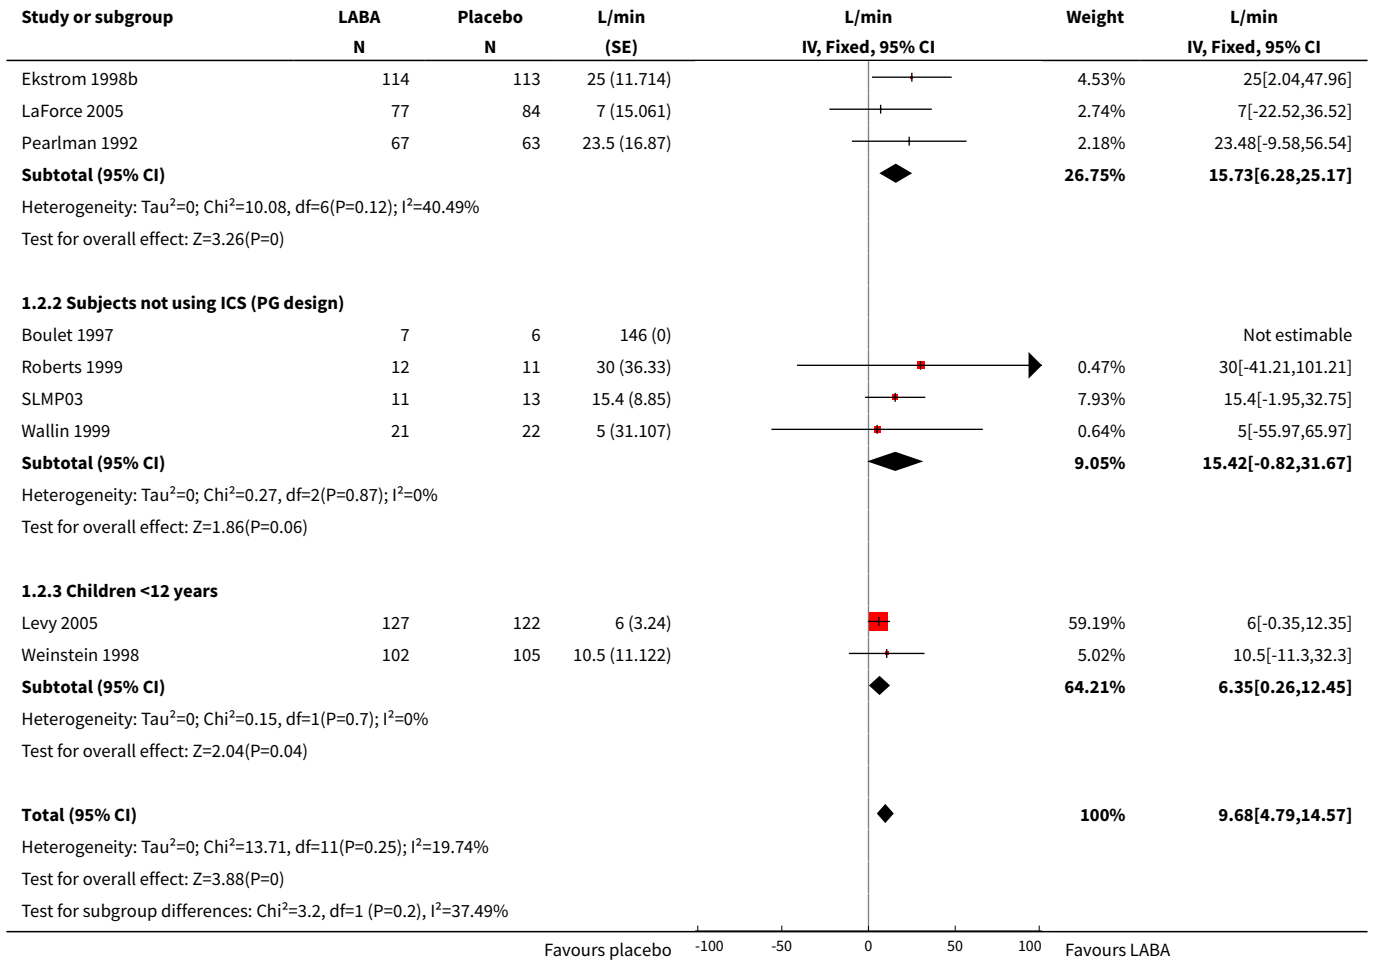 Study or subgroup LABA Placebo L/min L/min Weight L/min
N N (SE) IV, Fixed, 95% CI IV, Fixed, 95% CI
Ekstrom 1998b 114 113 25 (11.714) 4.53% 25[2.04,47.96]
LaForce 2005 77 84 7 (15.061) 2.74% 7[-22.52,36.52]
Pearlman 1992 67 63 23.5 (16.87) 2.18% 23.48[-9.58,56.54]
Subtotal (95% CI) 26.75% 15.73[6.28,25.17]
Heterogeneity: Tau²=0; Chi²=10.08, df=6(P=0.12); I²=40.49%
Test for overall effect: Z=3.26(P=0)
1.2.2 Subjects not using ICS (PG design)
Boulet 1997 7 6 146 (0) Not estimable
Roberts 1999 12 11 30 (36.33) 0.47% 30[-41.21,101.21]
SLMP03 11 13 15.4 (8.85) 7.93% 15.4[-1.95,32.75]
Wallin 1999 21 22 5 (31.107) 0.64% 5[-55.97,65.97]
Subtotal (95% CI) 9.05% 15.42[-0.82,31.67]
Heterogeneity: Tau²=0; Chi²=0.27, df=2(P=0.87); I²=0%
Test for overall effect: Z=1.86(P=0.06)
1.2.3 Children <12 years
Levy 2005 127 122 6 (3.24) 59.19% 6[-0.35,12.35]
Weinstein 1998 102 105 10.5 (11.122) 5.02% 10.5[-11.3,32.3]
Subtotal (95% CI) 64.21% 6.35[0.26,12.45]
Heterogeneity: Tau²=0; Chi²=0.15, df=1(P=0.7); I²=0%
Test for overall effect: Z=2.04(P=0.04)
Total (95% CI) 100% 9.68[4.79,14.57]
Heterogeneity: Tau²=0; Chi²=13.71, df=11(P=0.25); I²=19.74%
Test for overall effect: Z=3.88(P=0)
Test for subgroup differences: Chi²=3.2, df=1 (P=0.2), I²=37.49%
Favours placebo -100 -50 0 50 100 Favours LABA